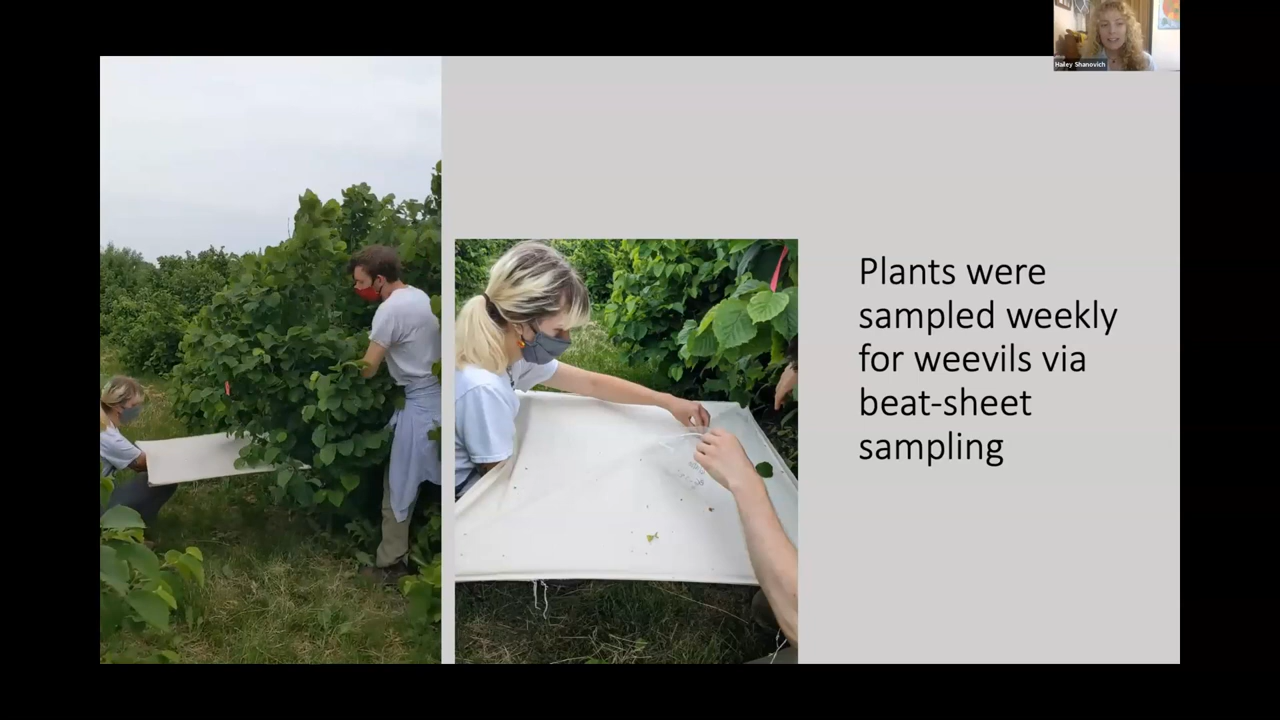 Hailey Shanovich
Plants were
sampled weekly
for weevils via
beat-sheet
sampling